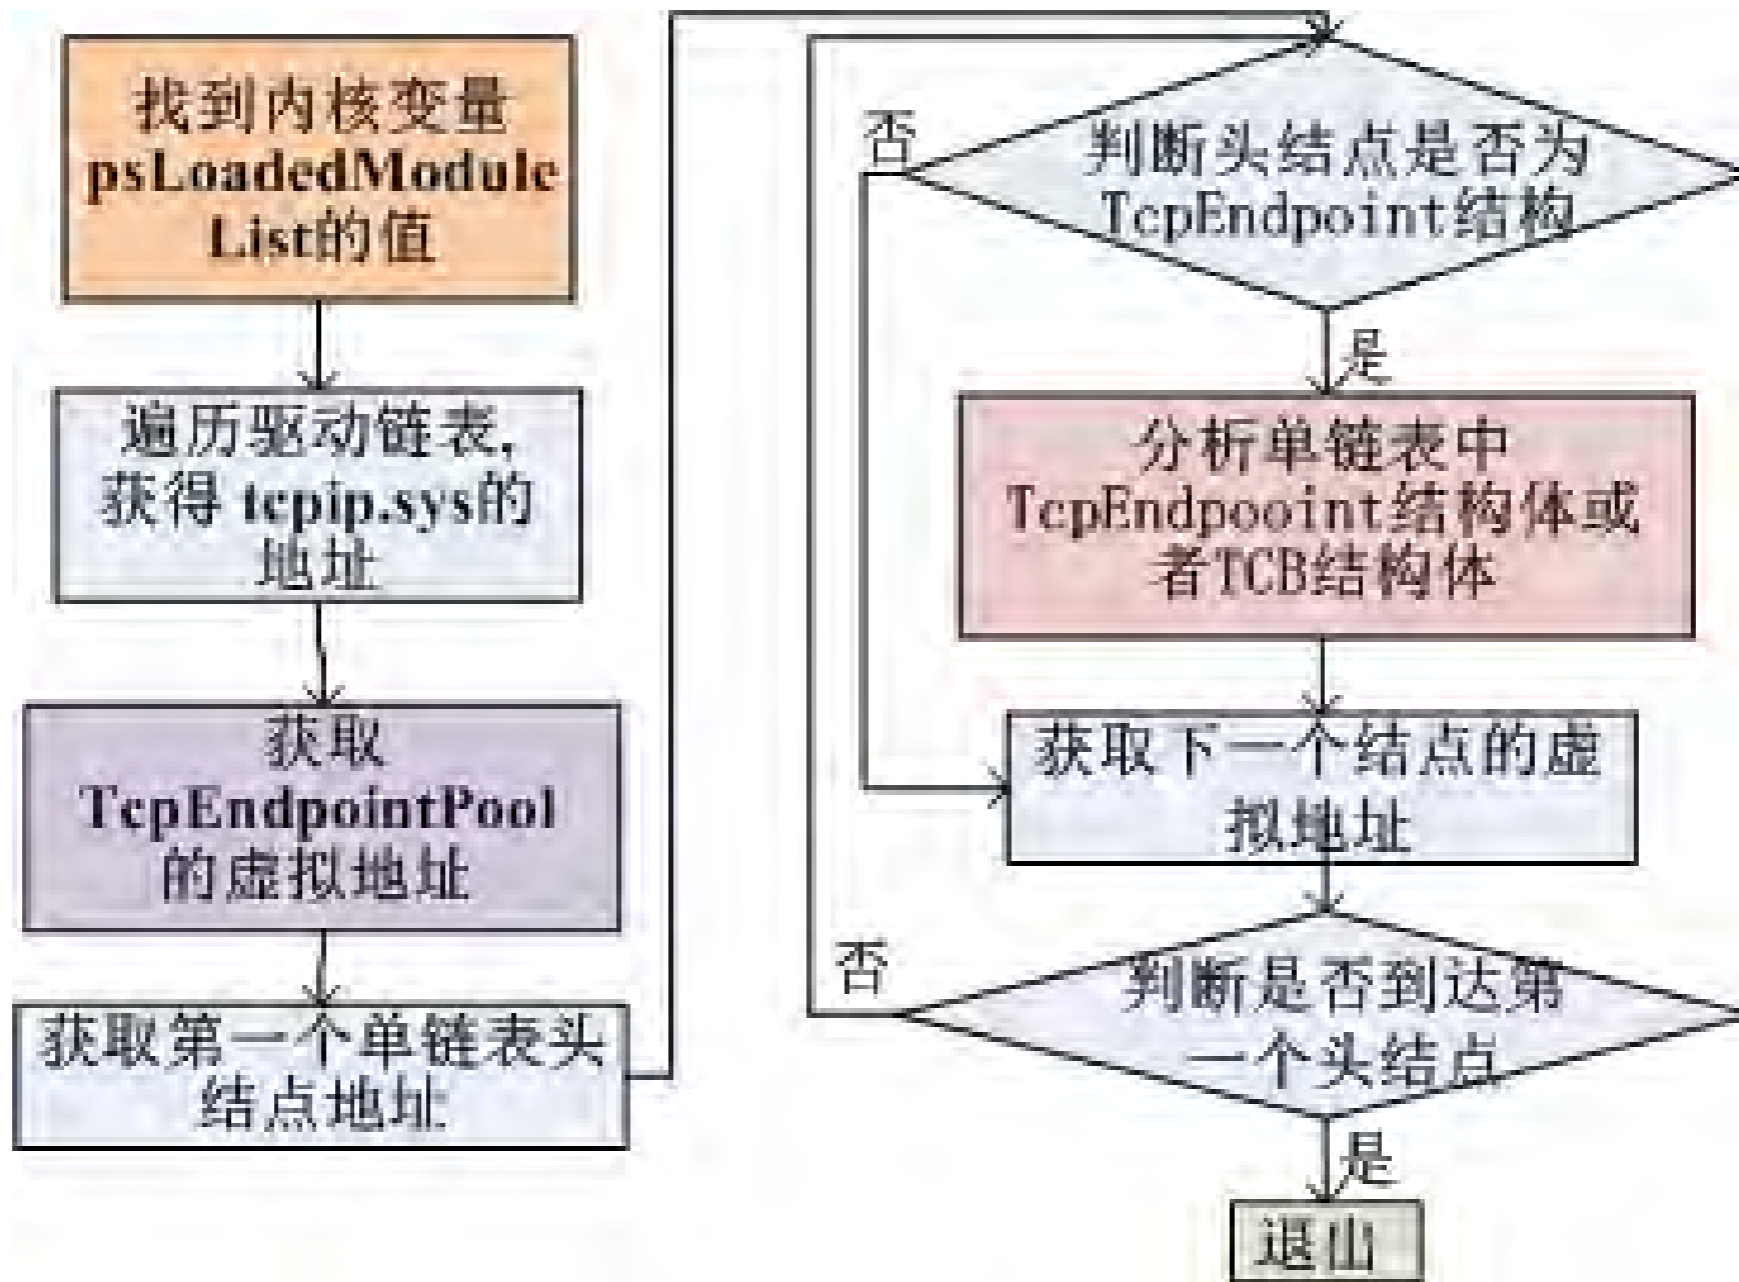 找到内核变量
psLoadedModule
List的值
遍历驱动链表,
获得 tcpip.sys的
地址
获取
TcpEndpointPool
的虚拟地址
获取第一个单链表头
结点地址
否
判断头结点是否为
TcpEndpoint结构
是
分析单链表中
TcpEndpooint结构体或
者TCB结构体
获取下一个结点的虚
拟地址
否
判断是否到达第
一个头结点
是
退出